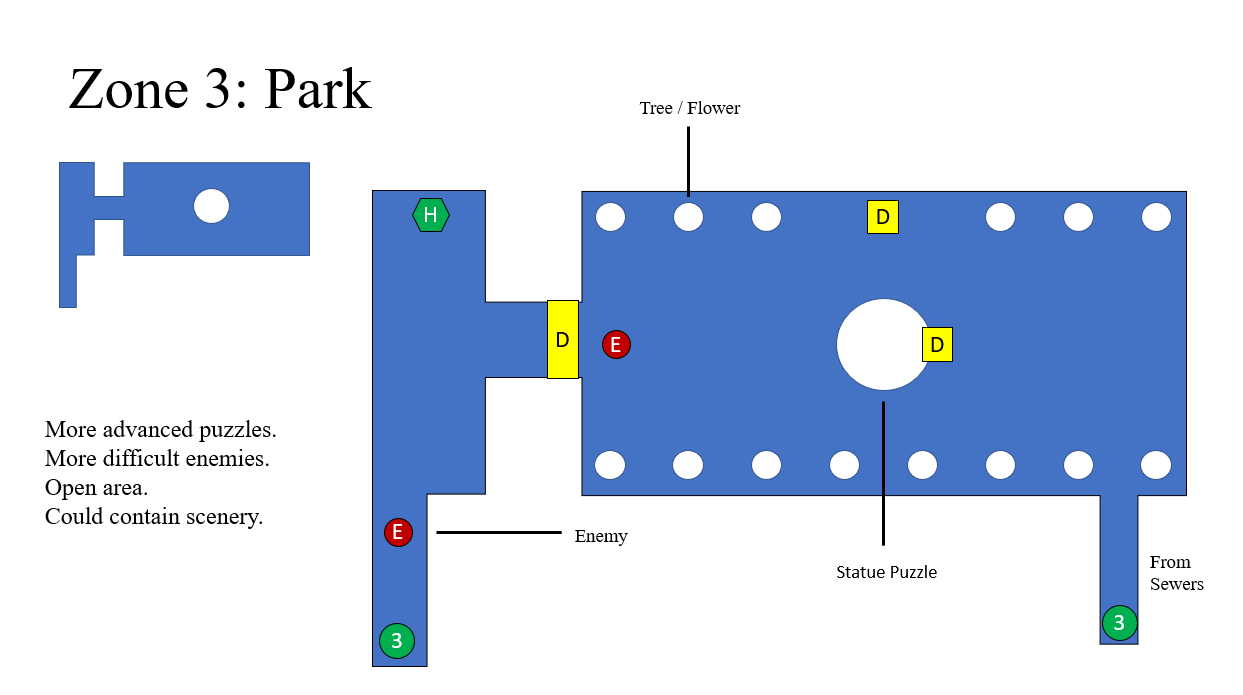 Zone 3: Park
Tree / Flower
H
D
D
E
D
More advanced puzzles.
More difficult enemies.
Open area.
Could contain scenery.
E
Enemy
Statue Puzzle
From
Sewers
3
3